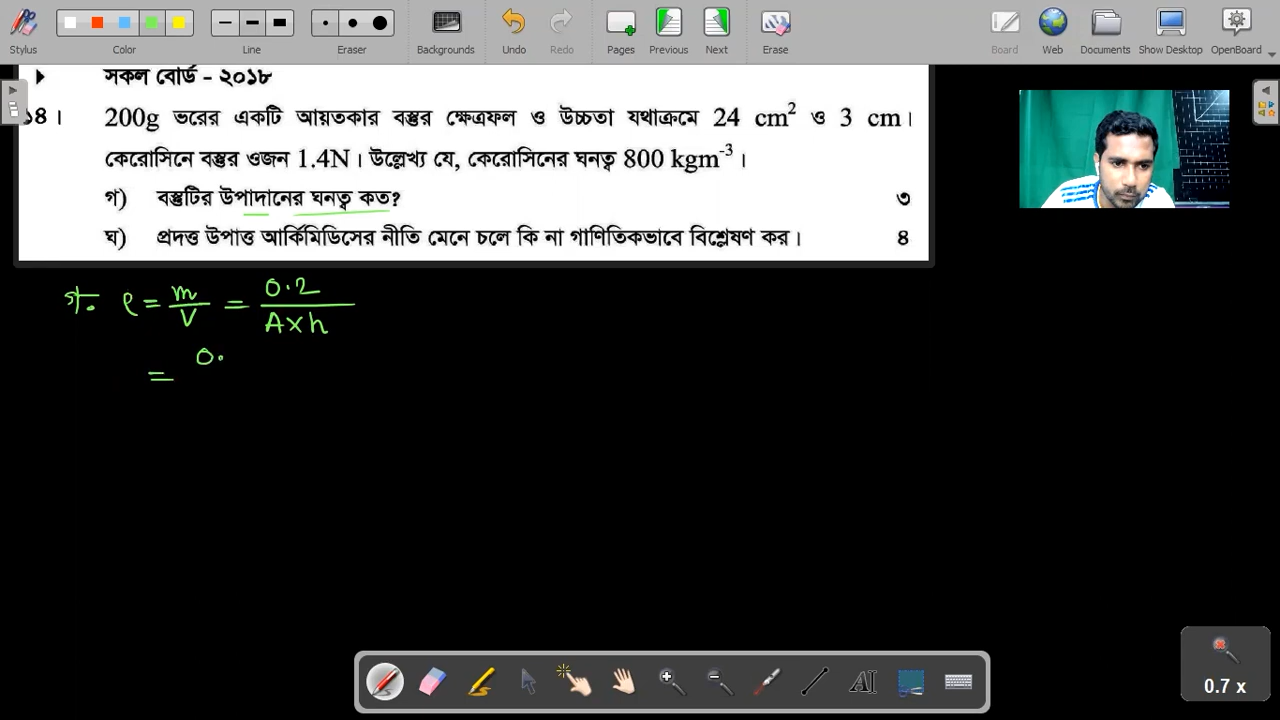 Stylus Color Line Eraser Backgrounds Undo Redo Pages Previous Next Erase Board Web Documents Show Desktop OpenBoard
সকল বোর্ড - ২০১৮
১৪। 200g ভরের একটি আয়তকার বস্তুর ক্ষেত্রফল ও উচ্চতা যথাক্রমে 24 cm² ও 3 cm।
কেরোসিনে বস্তুর ওজন 1.4N। উল্লেখ্য যে, কেরোসিনের ঘনত্ব 800 kgm⁻³।
গ) বস্তুটির উপাদানের ঘনত্ব কত? ৩
ঘ) প্রদত্ত উপাত্ত আর্কিমিডিসের নীতি মেনে চলে কি না গাণিতিকভাবে বিশ্লেষণ কর। ৪
গ. ρ = m/V = 0.2/A×h
= 0.
0.7 x